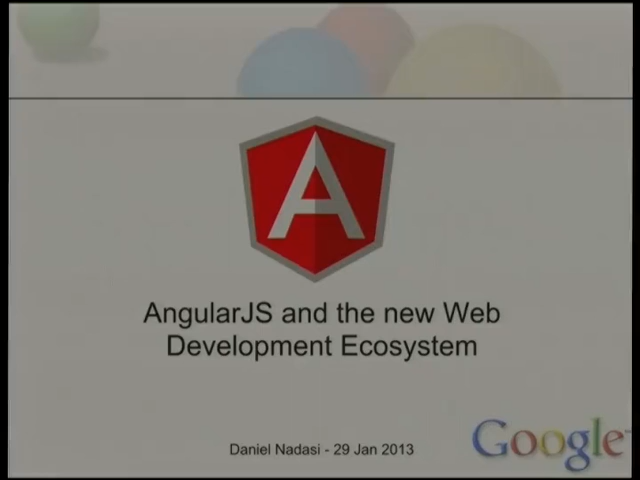 A
AngularJS and the new Web
Development Ecosystem
Daniel Nadasi - 29 Jan 2013
Google